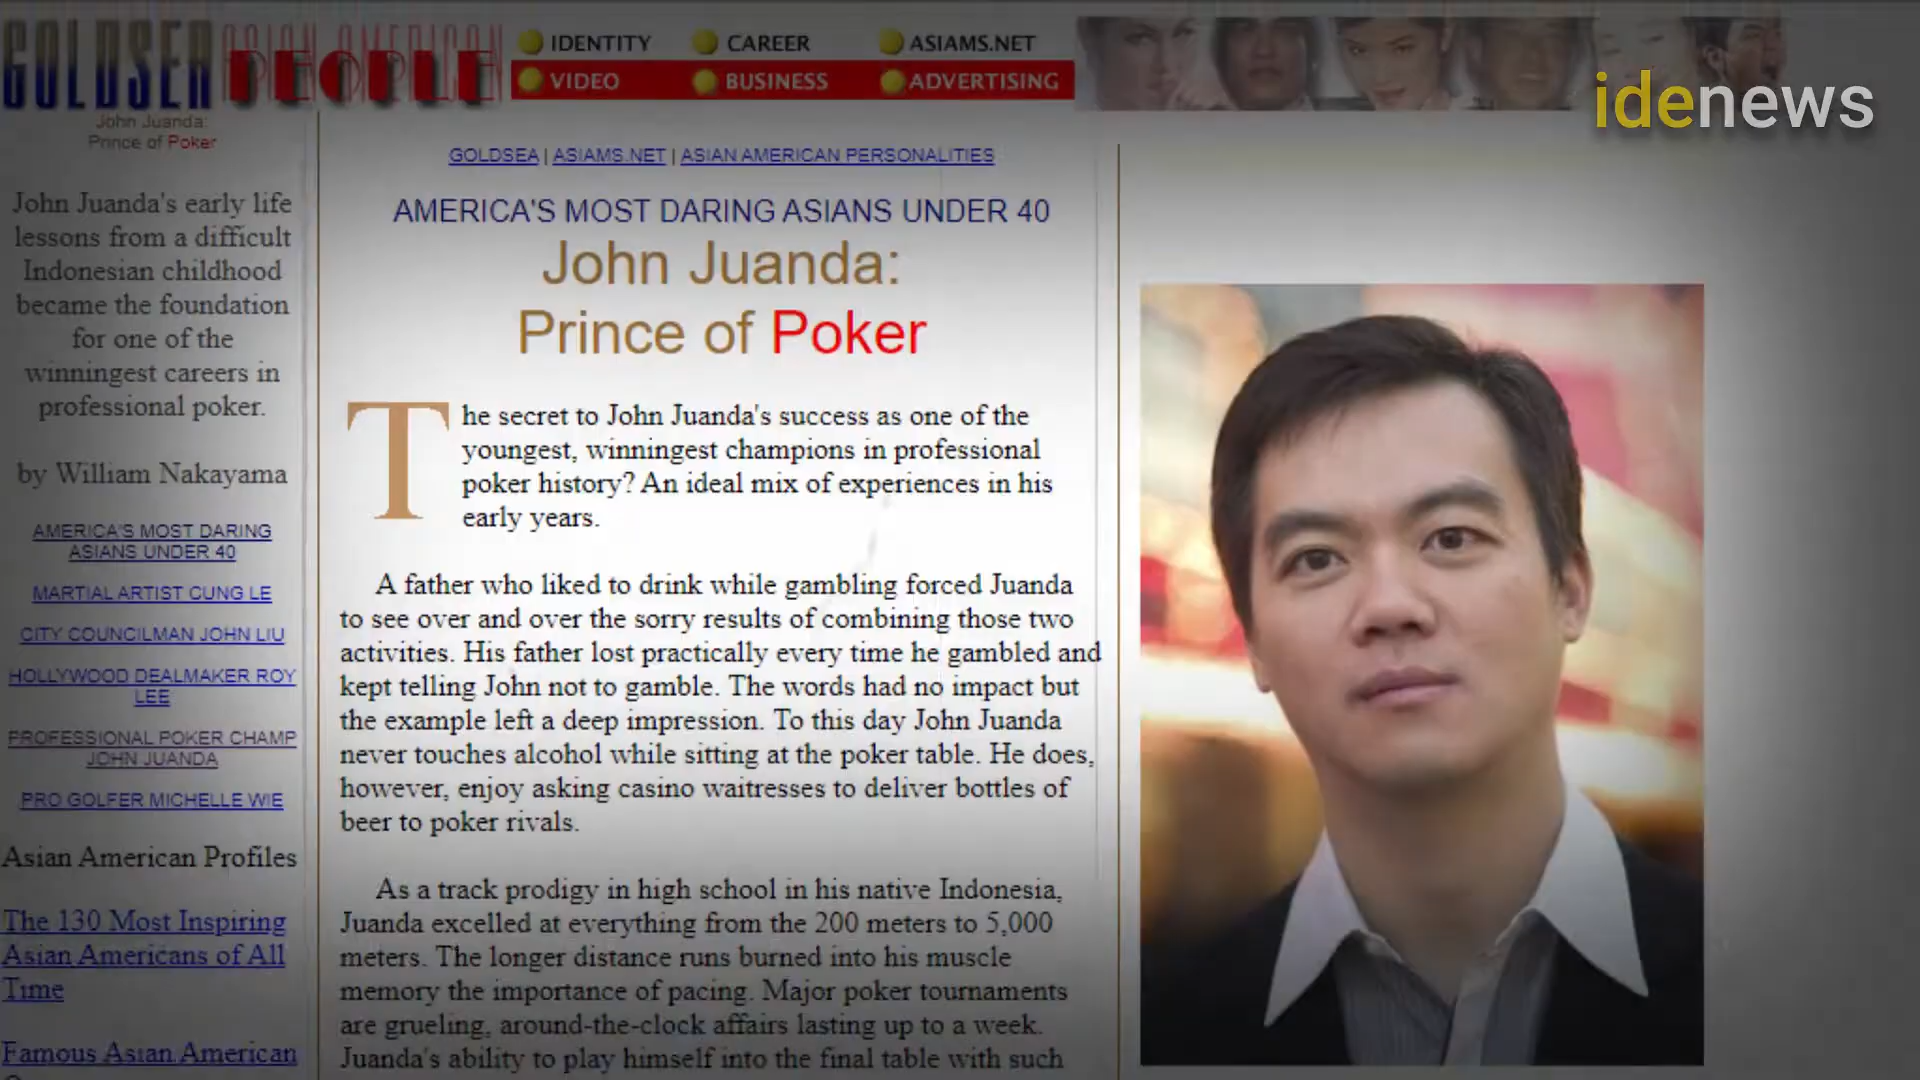 GOLDSEA
ASIAN AMERICAN
PEOPLE
IDENTITY
CAREER
ASIAMS.NET
VIDEO
BUSINESS
ADVERTISING
idenews
John Juanda:
Prince of Poker
John Juanda's early life
lessons from a difficult
Indonesian childhood
became the foundation
for one of the
winningest careers in
professional poker.
by William Nakayama
AMERICA'S MOST DARING
ASIANS UNDER 40
MARTIAL ARTIST CUNG LE
CITY COUNCILMAN JOHN LIU
HOLLYWOOD DEALMAKER ROY
LEE
PROFESSIONAL POKER CHAMP
JOHN JUANDA
PRO GOLFER MICHELLE WIE
Asian American Profiles
The 130 Most Inspiring
Asian Americans of All
Time
Famous Asian American
GOLDSEA | ASIAMS.NET | ASIAN AMERICAN PERSONALITIES
AMERICA'S MOST DARING ASIANS UNDER 40
John Juanda:
Prince of Poker
The secret to John Juanda's success as one of the
youngest, winningest champions in professional
poker history? An ideal mix of experiences in his
early years.
A father who liked to drink while gambling forced Juanda
to see over and over the sorry results of combining those two
activities. His father lost practically every time he gambled and
kept telling John not to gamble. The words had no impact but
the example left a deep impression. To this day John Juanda
never touches alcohol while sitting at the poker table. He does,
however, enjoy asking casino waitresses to deliver bottles of
beer to poker rivals.
As a track prodigy in high school in his native Indonesia,
Juanda excelled at everything from the 200 meters to 5,000
meters. The longer distance runs burned into his muscle
memory the importance of pacing. Major poker tournaments
are grueling, around-the-clock affairs lasting up to a week.
Juanda's ability to play himself into the final table with such